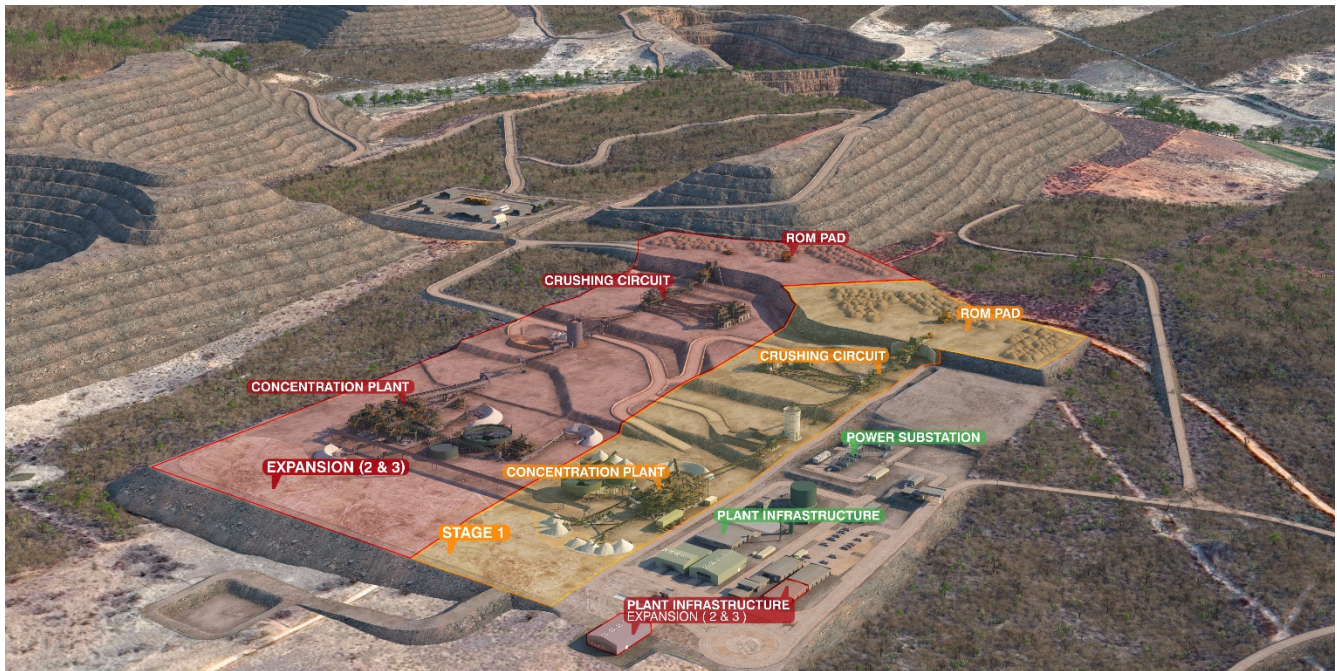 ROM PAD
CRUSHING CIRCUIT
ROM PAD
CRUSHING CIRCUIT
CONCENTRATION PLANT
POWER SUBSTATION
EXPANSION (2 & 3)
CONCENTRATION PLANT
PLANT INFRASTRUCTURE
STAGE 1
PLANT INFRASTRUCTURE
EXPANSION ( 2 & 3 )